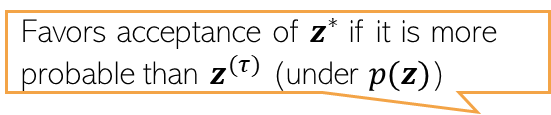 Favors acceptance of z* if it is more
probable than z(τ) (under p(z))